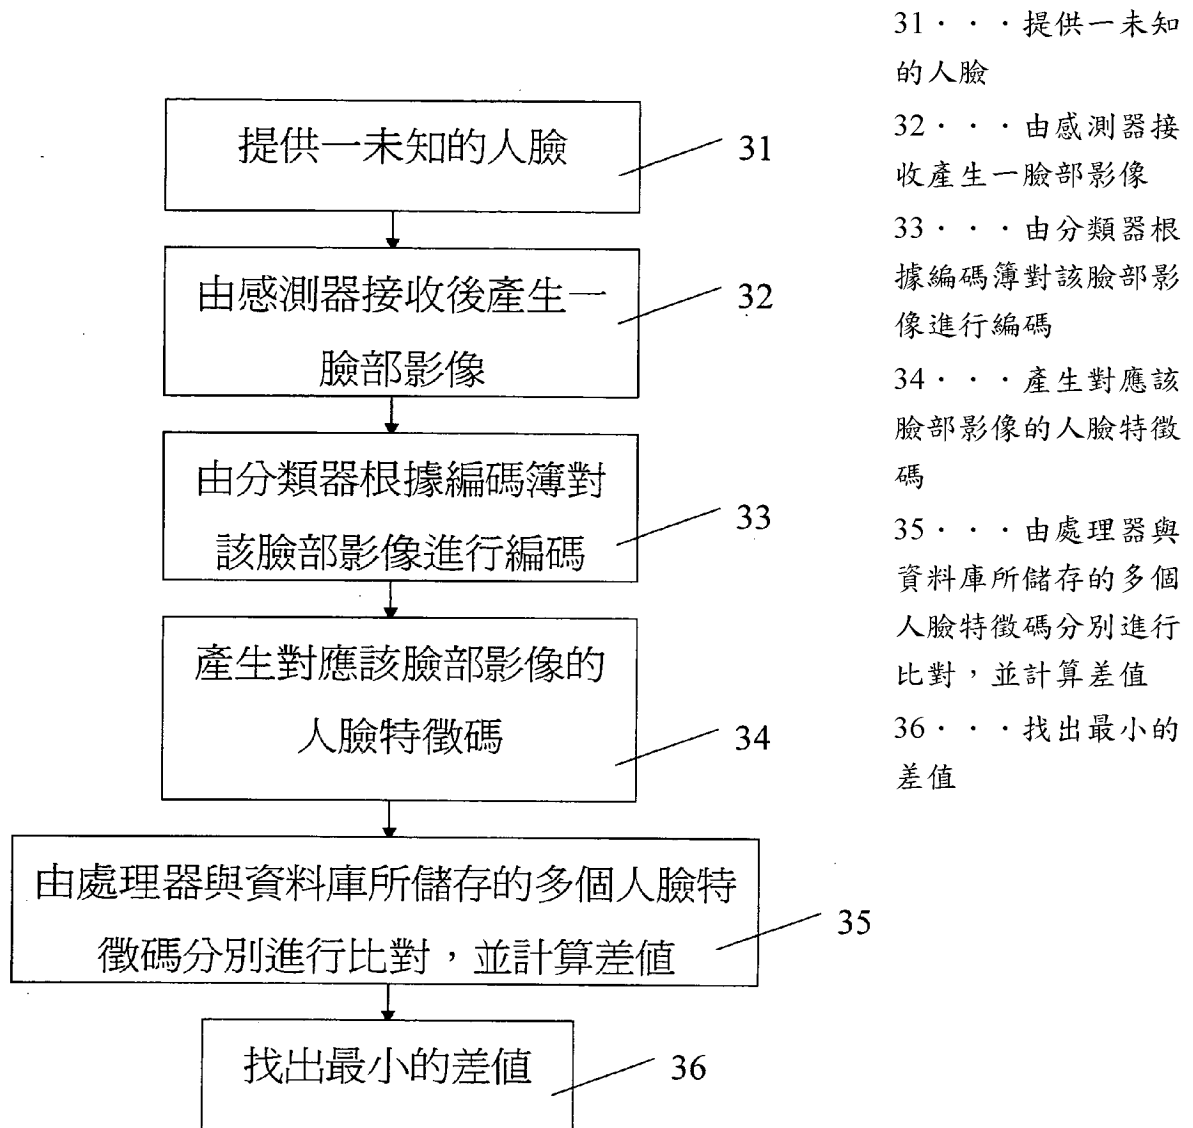 提供一未知的人臉
31
由感測器接收後產生一
臉部影像
32
由分類器根據編碼簿對
該臉部影像進行編碼
33
產生對應該臉部影像的
人臉特徵碼
34
由處理器與資料庫所儲存的多個人臉特
徵碼分別進行比對，並計算差值
35
找出最小的差值
36
31···提供一未知
的人臉
32···由感測器接
收產生一臉部影像
33···由分類器根
據編碼簿對該臉部影
像進行編碼
34···產生對應該
臉部影像的人臉特徵
碼
35···由處理器與
資料庫所儲存的多個
人臉特徵碼分別進行
比對，並計算差值
36···找出最小的
差值